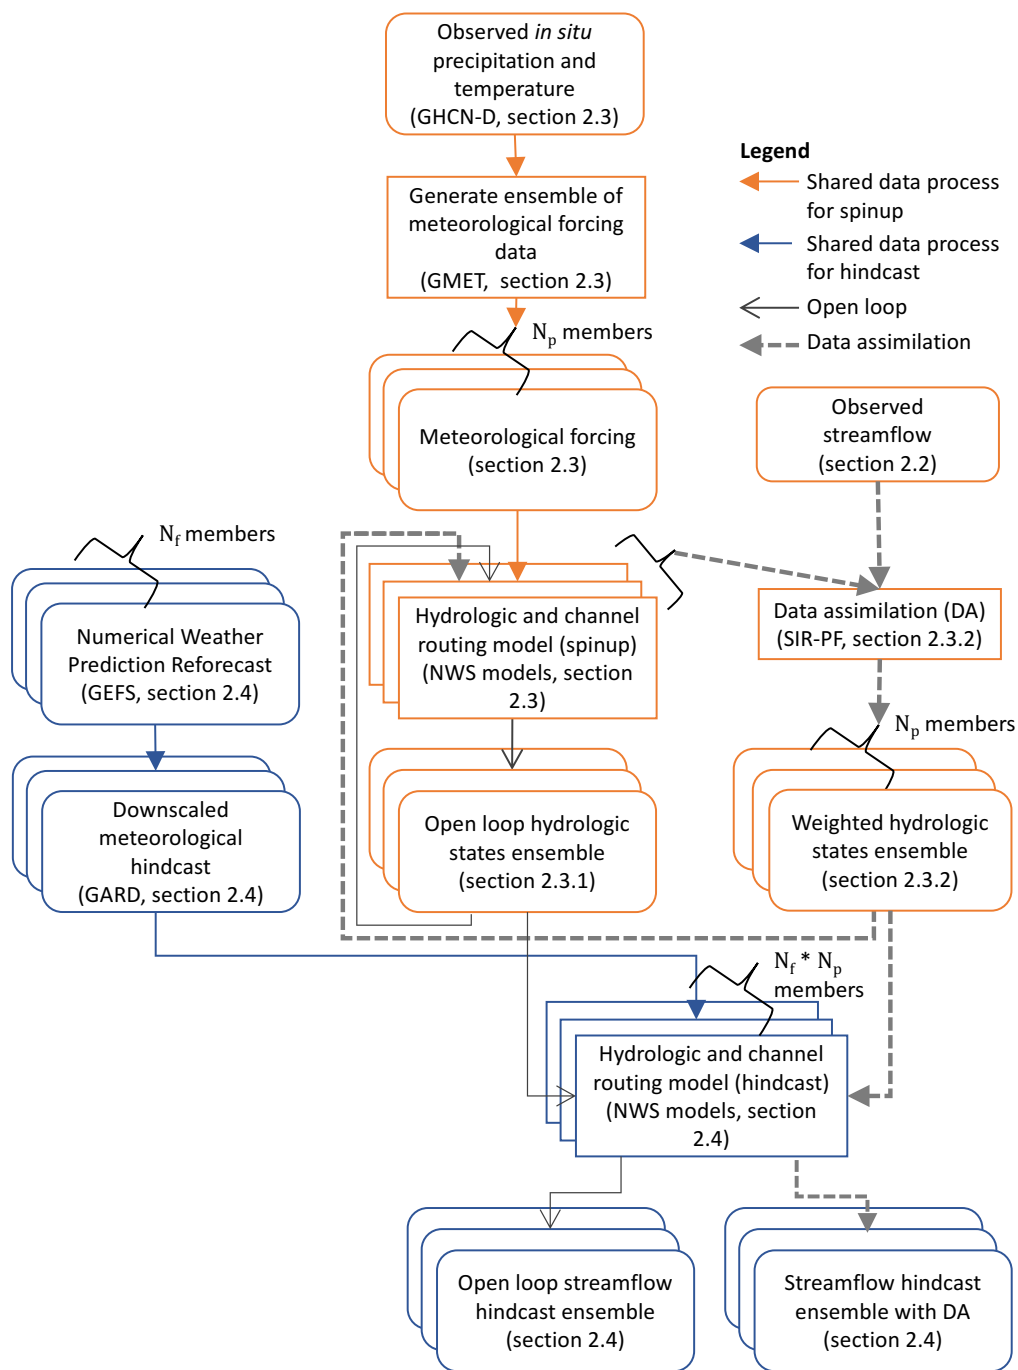 Observed in situ
precipitation and
temperature
(GHCN-D, section 2.3)
Legend
Shared data process
for spinup
Shared data process
for hindcast
Open loop
Data assimilation
Generate ensemble of
meteorological forcing
data
(GMET, section 2.3)
Np members
Meteorological forcing
(section 2.3)
Observed
streamflow
(section 2.2)
Nf members
Numerical Weather
Prediction Reforecast
(GEFS, section 2.4)
Hydrologic and channel
routing model (spinup)
(NWS models, section
2.3)
Data assimilation (DA)
(SIR-PF, section 2.3.2)
Np members
Downscaled
meteorological
hindcast
(GARD, section 2.4)
Open loop hydrologic
states ensemble
(section 2.3.1)
Weighted hydrologic
states ensemble
(section 2.3.2)
Nf * Np
members
Hydrologic and channel
routing model (hindcast)
(NWS models, section
2.4)
Open loop streamflow
hindcast ensemble
(section 2.4)
Streamflow hindcast
ensemble with DA
(section 2.4)